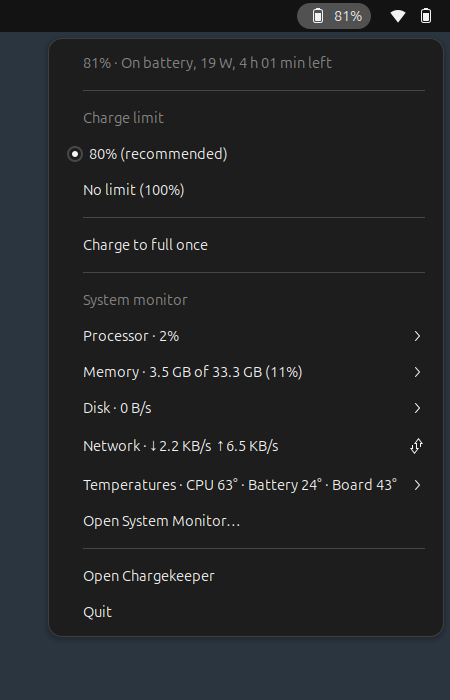 81%
81% · On battery, 19 W, 4 h 01 min left
Charge limit
80% (recommended)
No limit (100%)
Charge to full once
System monitor
Processor · 2%
Memory · 3.5 GB of 33.3 GB (11%)
Disk · 0 B/s
Network · ↓2.2 KB/s ↑6.5 KB/s
Temperatures · CPU 63° · Battery 24° · Board 43°
Open System Monitor…
Open Chargekeeper
Quit